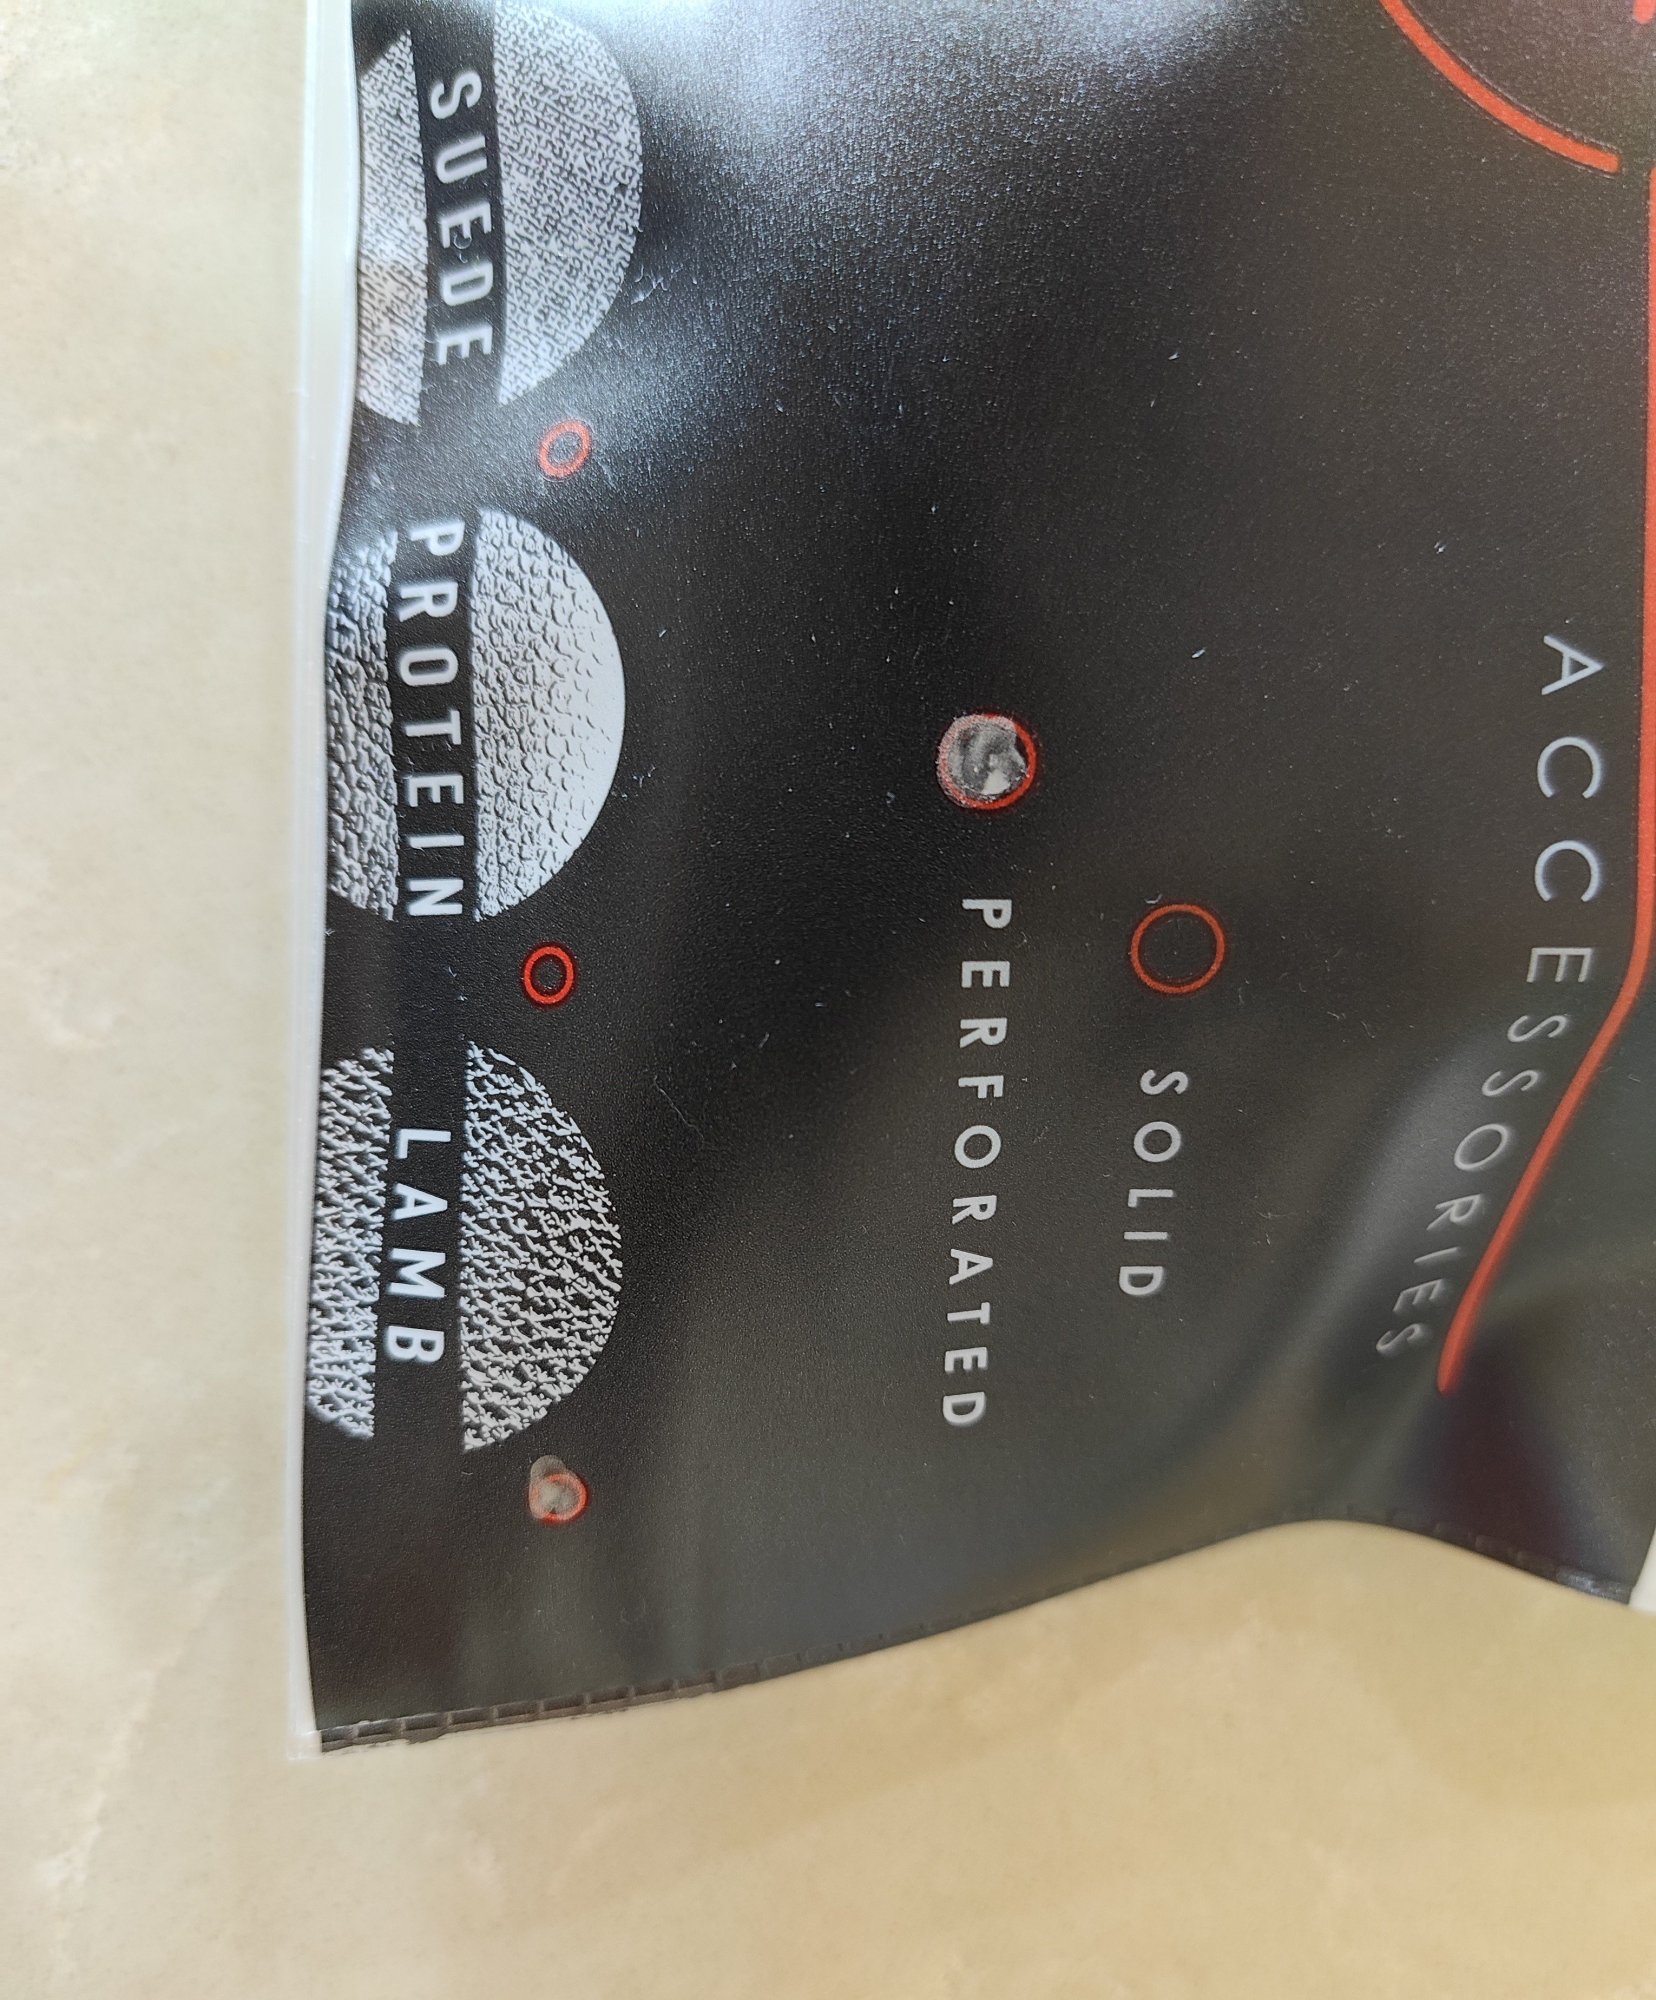 ACCESSORIES
SOLID
PERFORATED
SUEDE
PROTEIN
LAMB